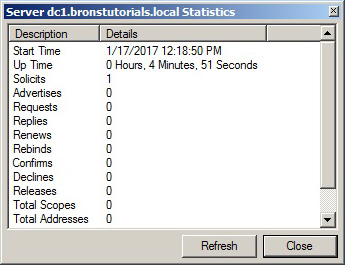 Server dc1.bronstutorials.local Statistics
Description Details
Start Time 1/17/2017 12:18:50 PM
Up Time 0 Hours, 4 Minutes, 51 Seconds
Solicits 1
Advertises 0
Requests 0
Replies 0
Renews 0
Rebinds 0
Confirms 0
Declines 0
Releases 0
Total Scopes 0
Total Addresses 0
Refresh Close